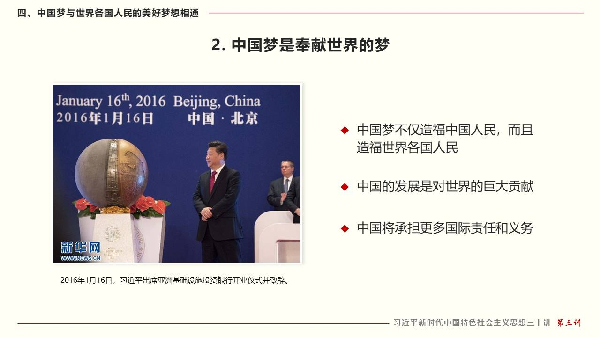 四、中国梦与世界各国人民的美好梦想相通
2. 中国梦是奉献世界的梦
January 16th, 2016 Beijing, China
2016年1月16日 中国·北京
新华网
中国梦不仅造福中国人民，而且
造福世界各国人民
中国的发展是对世界的巨大贡献
中国将承担更多国际责任和义务
2016年1月16日，习近平出席亚洲基础设施投资银行开业仪式并致辞。
习近平新时代中国特色社会主义思想三十讲 第三讲